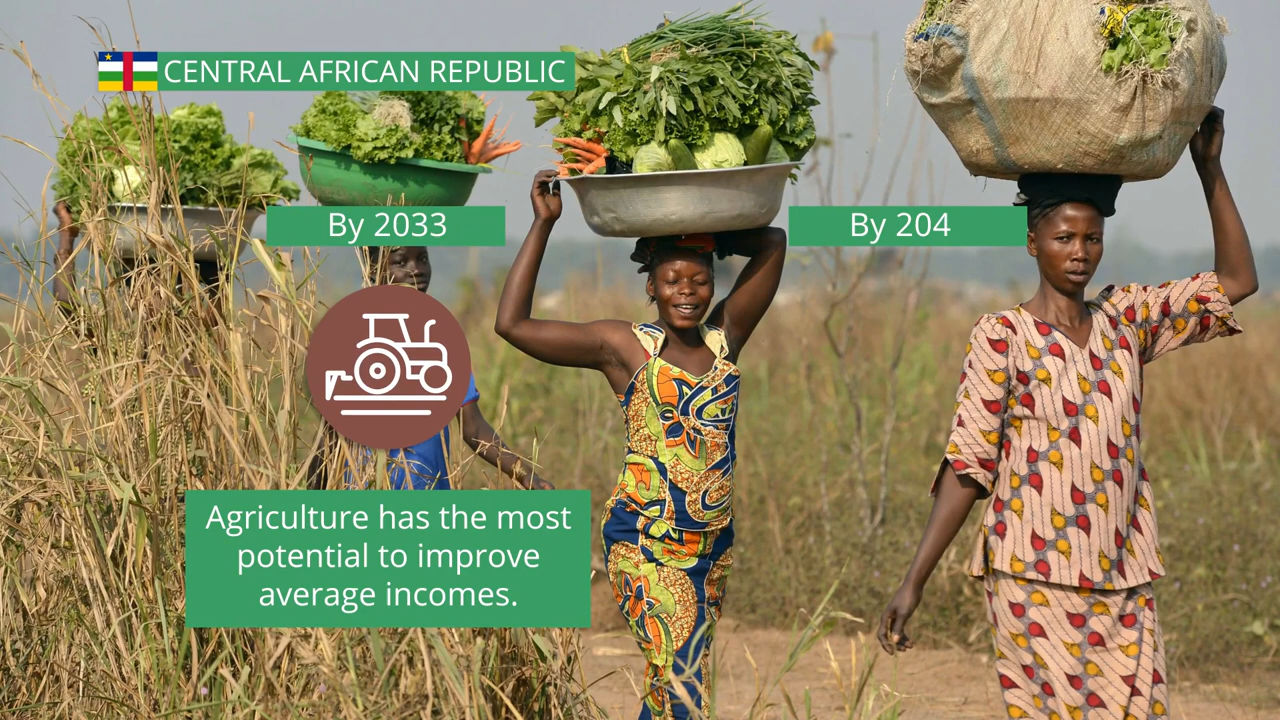 CENTRAL AFRICAN REPUBLIC
By 2033
By 204
Agriculture has the most
potential to improve
average incomes.